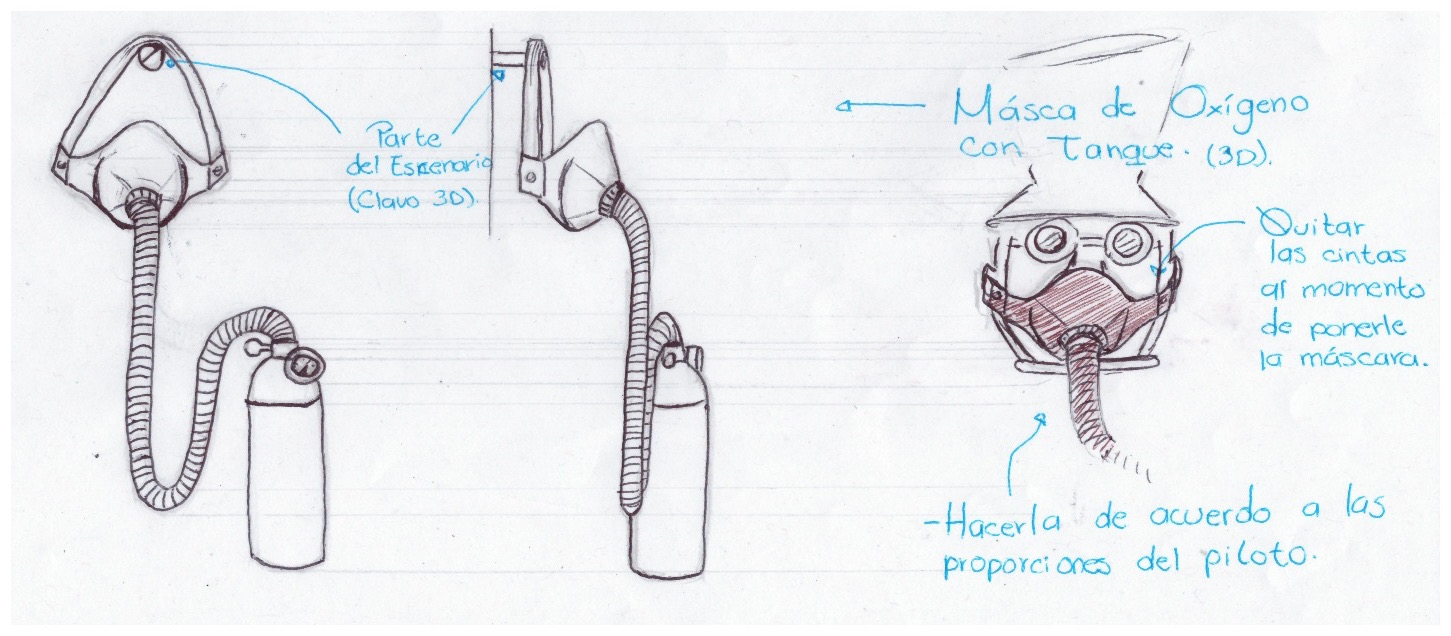 Parte
del Escenario
(Clavo 3D).
Másca de Oxígeno
con Tanque. (3D).
Quitar
las cintas
al momento
de ponerle
la máscara.
-Hacerla de acuerdo a las
proporciones del piloto.